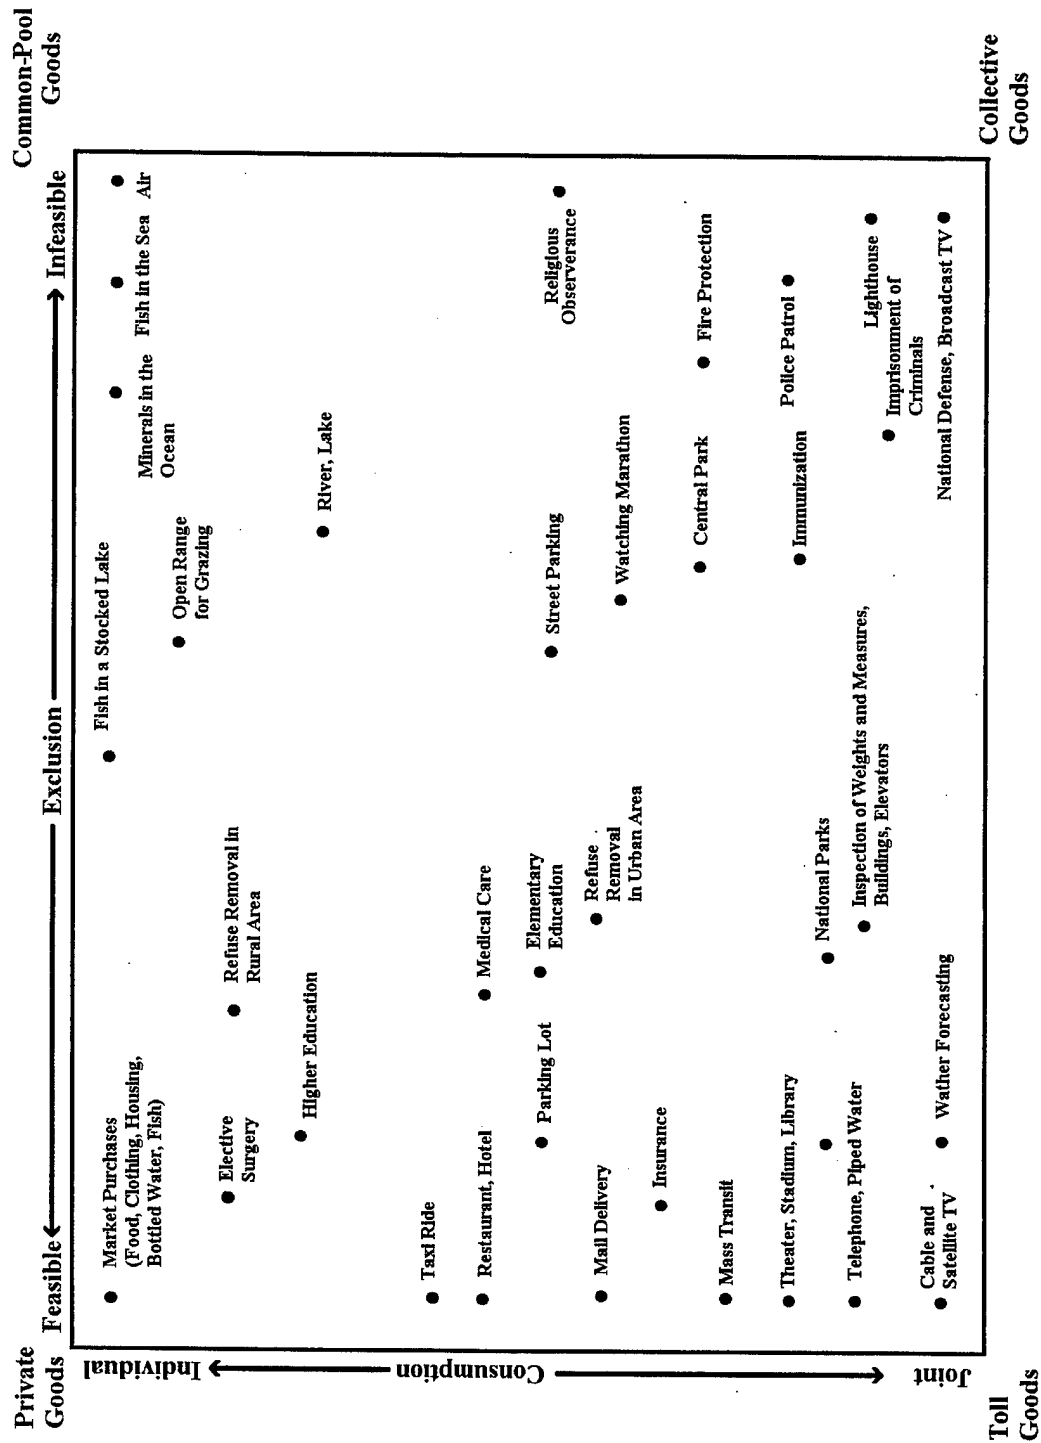 Private
Goods
Common-Pool
Goods
Feasible
Exclusion
Infeasible
Individual
Consumption
Joint
Market Purchases
(Food, Clothing, Housing,
Bottled Water, Fish)
Fish in a Stocked Lake
Minerals in the
Ocean
Fish in the Sea
Air
Open Range
for Grazing
Elective
Surgery
Refuse Removal in
Rural Area
Higher Education
River, Lake
Taxi Ride
Restaurant, Hotel
Medical Care
Parking Lot
Elementary
Education
Street Parking
Religious
Observerance
Mail Delivery
Refuse
Removal
in Urban Area
Watching Marathon
Insurance
Central Park
Fire Protection
Mass Transit
Theater, Stadium, Library
Immunization
Police Patrol
National Parks
Telephone, Piped Water
Inspection of Weights and Measures,
Buildings, Elevators
Lighthouse
Imprisonment of
Criminals
Cable and
Satellite TV
Wather Forecasting
National Defense, Broadcast TV
Toll
Goods
Collective
Goods